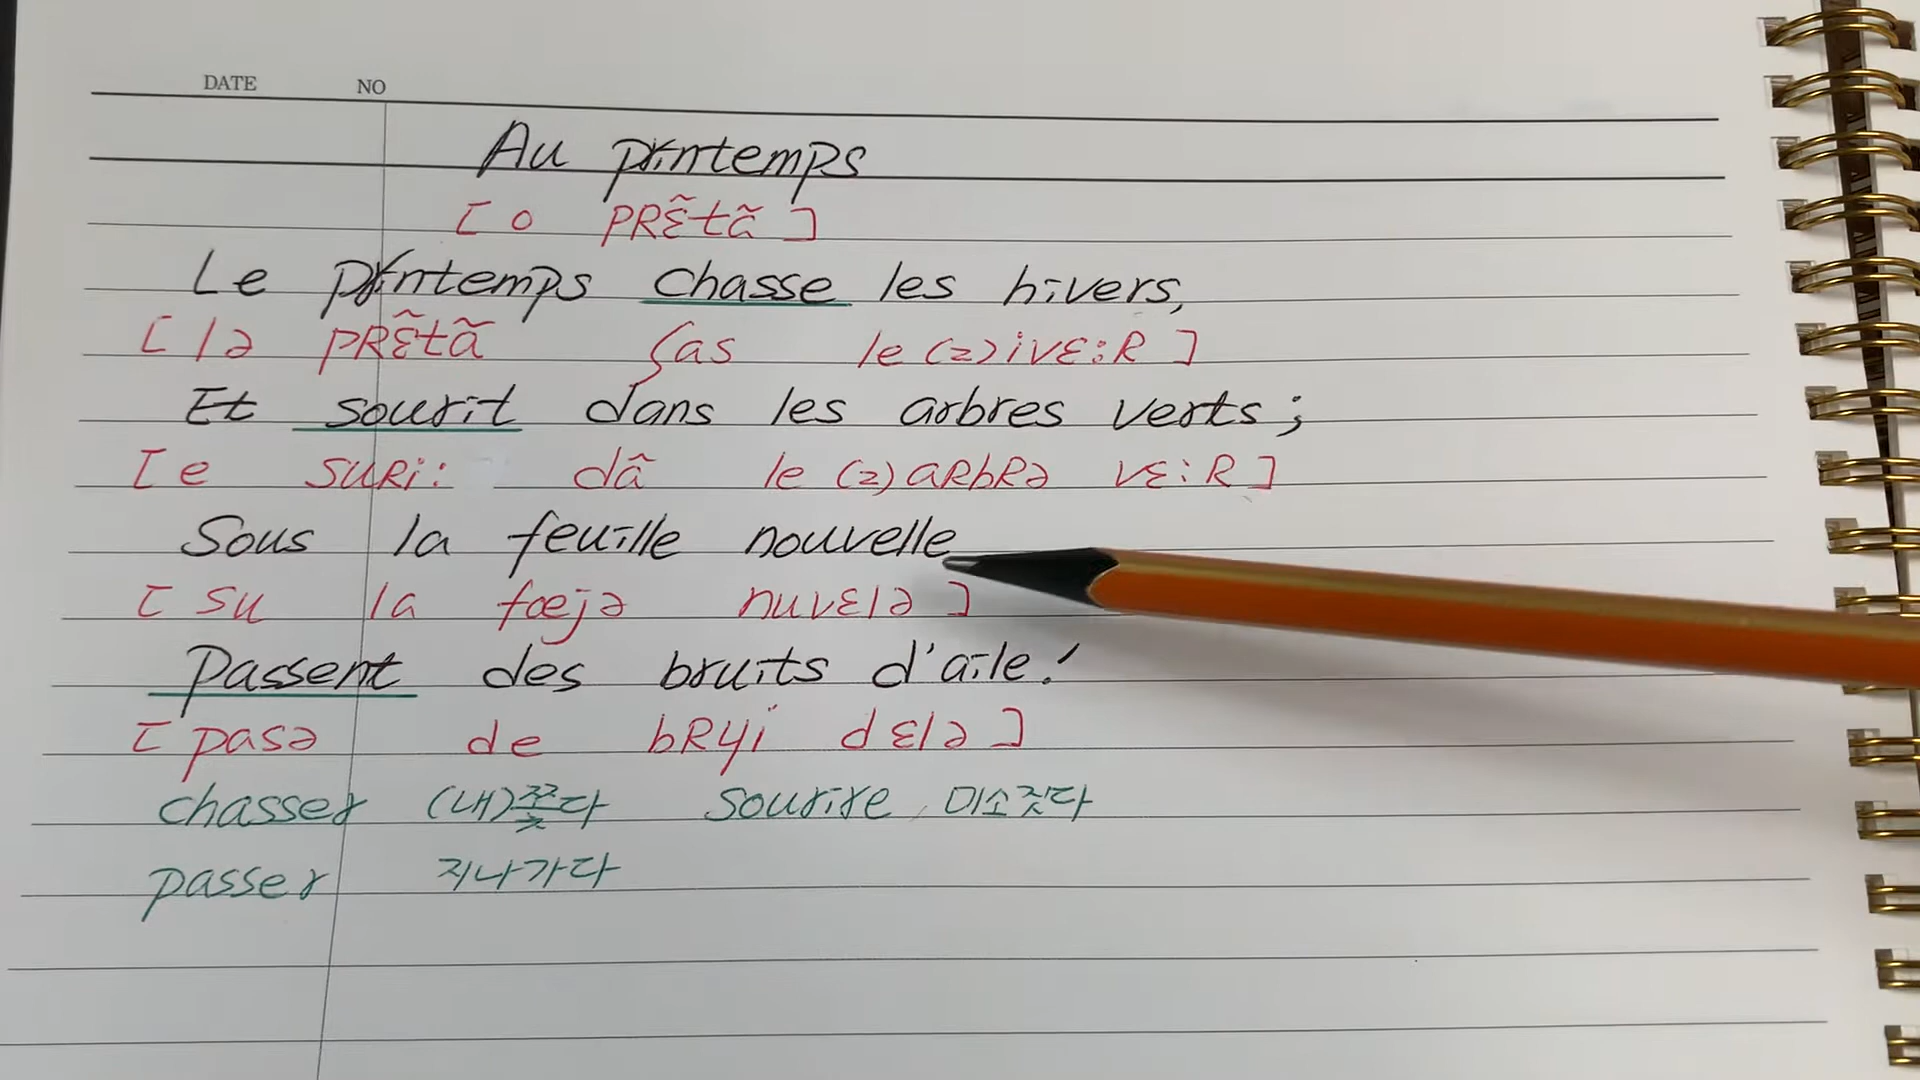 DATE NO
Au printemps
[o pRɛ̃tɑ̃]
Le printemps chasse les hivers,
[lə pRɛ̃tɑ̃ ʃas le(z)ivɛ:R]
Et sourit dans les arbres verts;
[e suRi: dɑ̃ le(z)aRbRə vɛ:R]
Sous la feuille nouvelle
[su la fœjə nuvɛlə]
Passent des bruits d'aile!
[pasə de bRɥi dɛlə]
chasser (내)쫓다 sourire 미소짓다
passer 지나가다